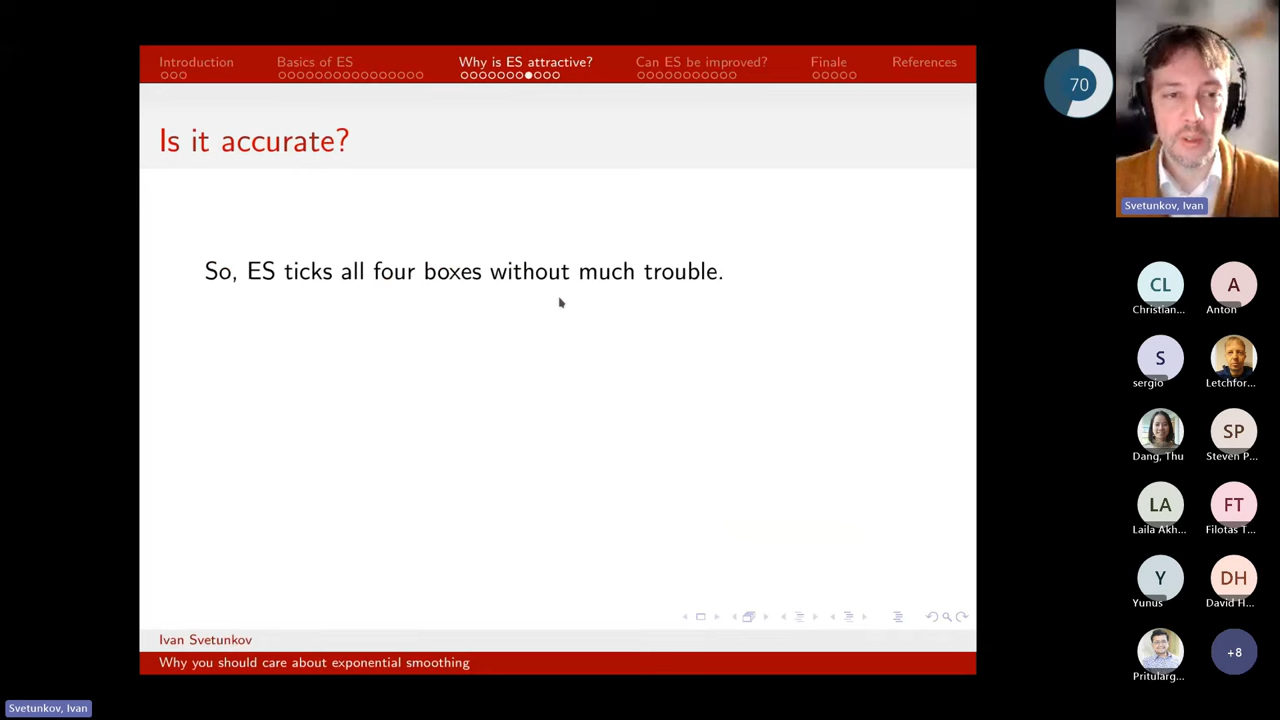 Introduction
Basics of ES
Why is ES attractive?
Can ES be improved?
Finale
References
70
Is it accurate?
So, ES ticks all four boxes without much trouble.
Ivan Svetunkov
Why you should care about exponential smoothing
Svetunkov, Ivan
CL
Christian...
A
Anton
S
sergio
Letchfor...
Dang, Thu
SP
Steven P...
LA
Laila Akh...
FT
Filotas T...
Y
Yunus
DH
David H...
Pritularg...
+8
Svetunkov, Ivan